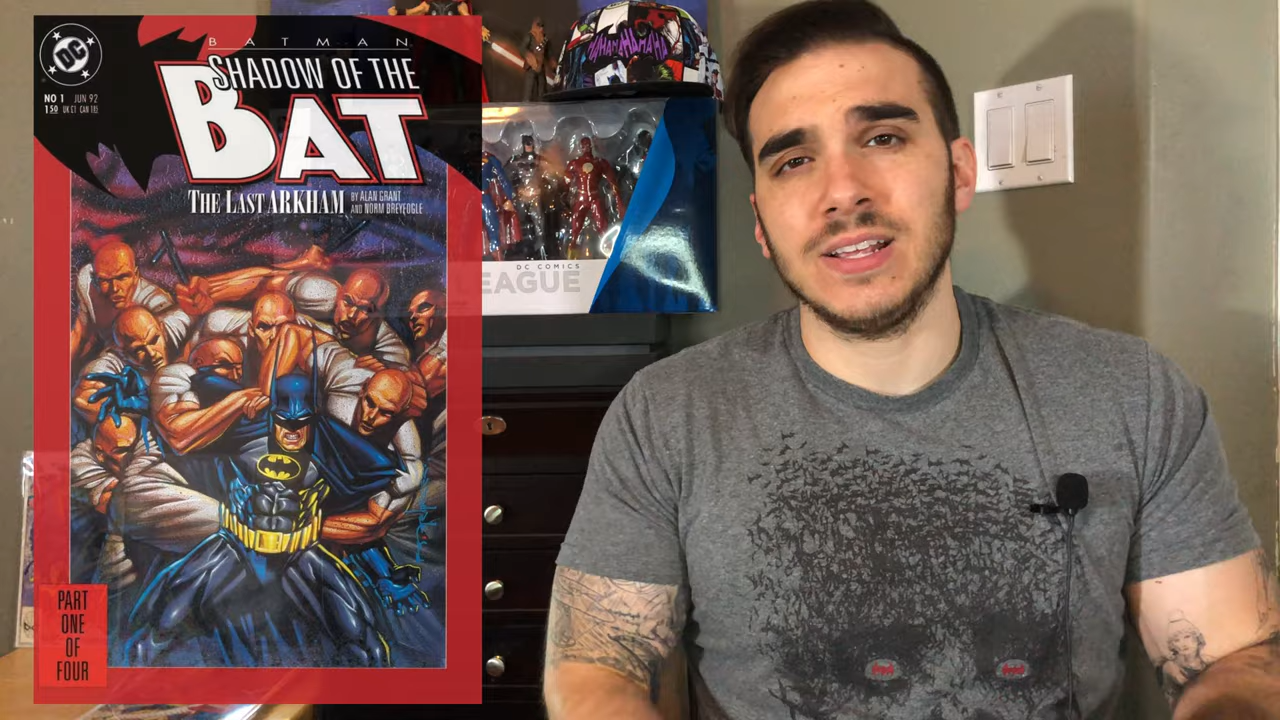 BATMAN
SHADOW OF THE
BAT
DC
NO 1 JUN 92
THE LAST ARKHAM
BY ALAN GRANT
AND NORM BREYFOGLE
PART
ONE
OF
FOUR
DC COMICS
EAGUE